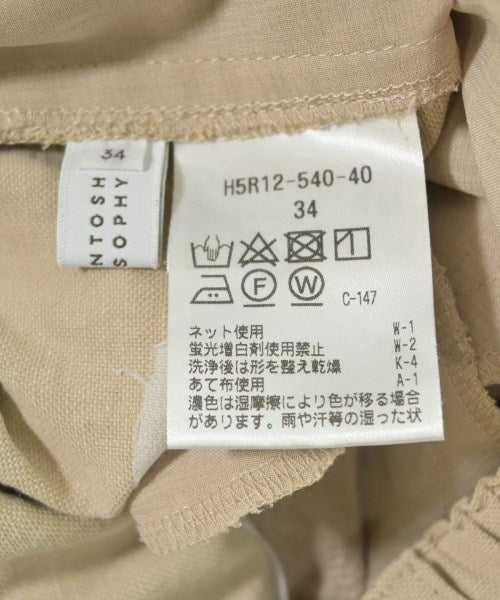 34
NTOSH
SOPHY
H5R12-540-40
34
F W
C-147
ネット使用 W-1
蛍光増白剤使用禁止 W-2
洗浄後は形を整え乾燥 K-4
あて布使用 A-1
濃色は湿摩擦により色が移る場合
があります。雨や汗等の湿った状